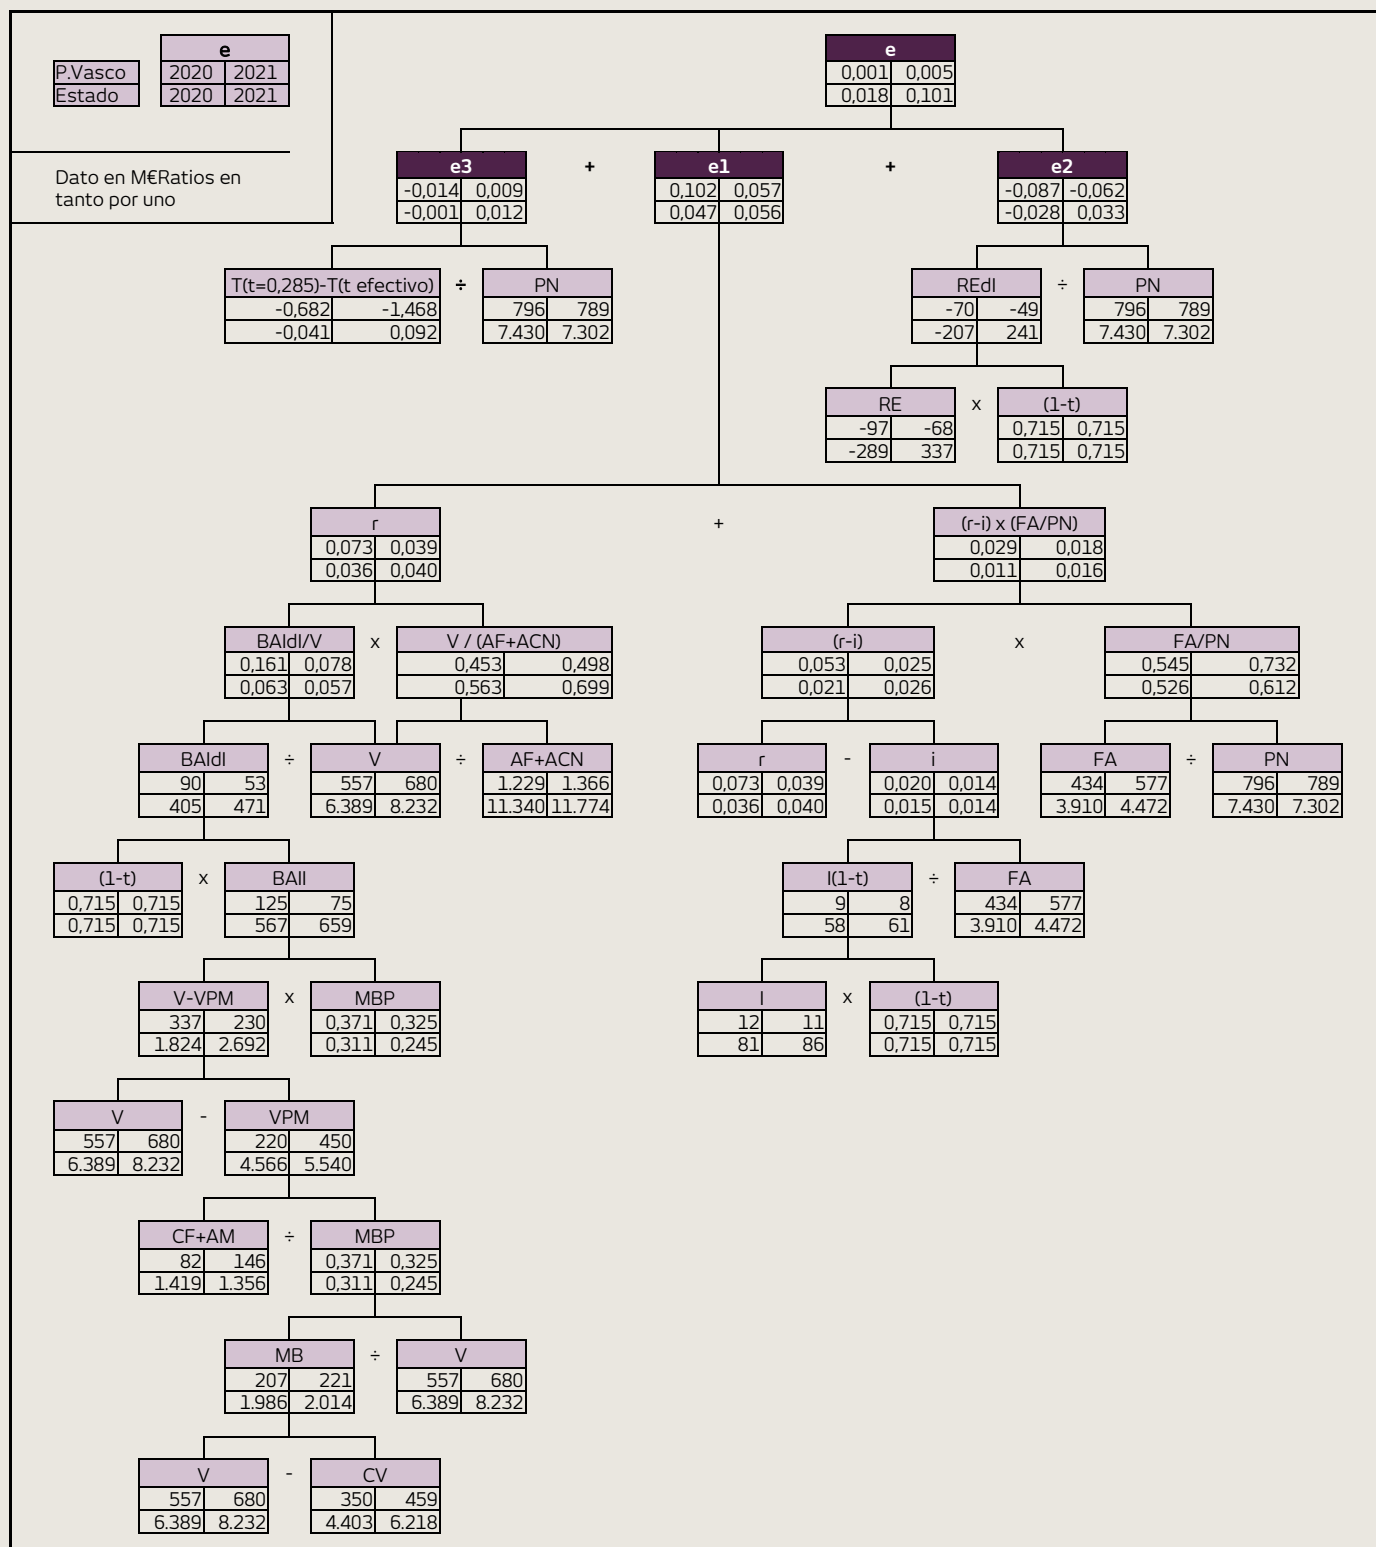 e
e
P.Vasco 2020 2021 0,001 0,005
Estado 2020 2021 0,018 0,101
e3 + e1 + e2
Dato en M€Ratios en
tanto por uno
-0,014 0,009 0,102 0,057 -0,087 -0,062
-0,001 0,012 0,047 0,056 -0,028 0,033
T(t=0,285)-T(t efectivo) ÷ PN REdI ÷ PN
-0,682 -1,468 796 789 -70 -49 796 789
-0,041 0,092 7.430 7.302 -207 241 7.430 7.302
RE x (1-t)
-97 -68 0,715 0,715
-289 337 0,715 0,715
r + (r-i) x (FA/PN)
0,073 0,039 0,029 0,018
0,036 0,040 0,011 0,016
BAIdI/V x V / (AF+ACN) (r-i) x FA/PN
0,161 0,078 0,453 0,498 0,053 0,025 0,545 0,732
0,063 0,057 0,563 0,699 0,021 0,026 0,526 0,612
BAIdI ÷ V ÷ AF+ACN r - i FA ÷ PN
90 53 557 680 1.229 1.366 0,073 0,039 0,020 0,014 434 577 796 789
405 471 6.389 8.232 11.340 11.774 0,036 0,040 0,015 0,014 3.910 4.472 7.430 7.302
(1-t) x BAII I(1-t) ÷ FA
0,715 0,715 125 75 9 8 434 577
0,715 0,715 567 659 58 61 3.910 4.472
V-VPM x MBP I x (1-t)
337 230 0,371 0,325 12 11 0,715 0,715
1.824 2.692 0,311 0,245 81 86 0,715 0,715
V - VPM
557 680 220 450
6.389 8.232 4.566 5.540
CF+AM ÷ MBP
82 146 0,371 0,325
1.419 1.356 0,311 0,245
MB ÷ V
207 221 557 680
1.986 2.014 6.389 8.232
V - CV
557 680 350 459
6.389 8.232 4.403 6.218